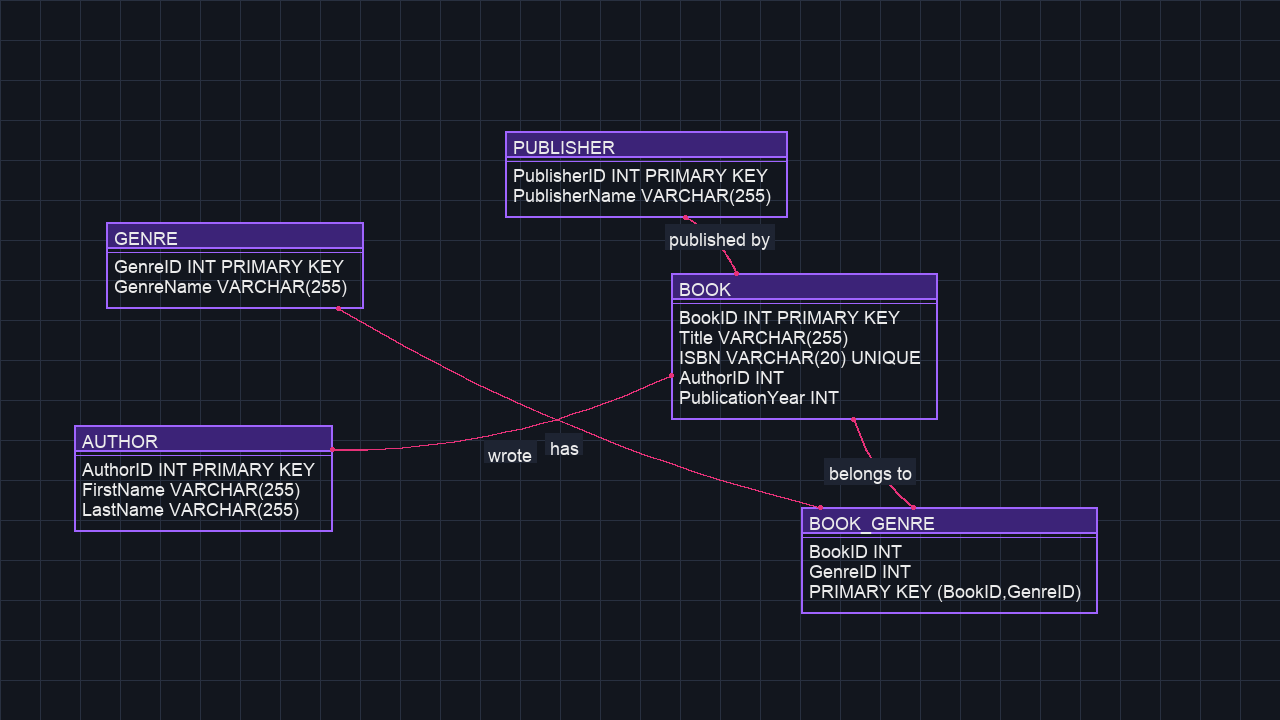 PUBLISHER
PublisherID INT PRIMARY KEY
PublisherName VARCHAR(255)
published by
GENRE
GenreID INT PRIMARY KEY
GenreName VARCHAR(255)
BOOK
BookID INT PRIMARY KEY
Title VARCHAR(255)
ISBN VARCHAR(20) UNIQUE
AuthorID INT
PublicationYear INT
AUTHOR
AuthorID INT PRIMARY KEY
FirstName VARCHAR(255)
LastName VARCHAR(255)
wrote
has
belongs to
BOOK_GENRE
BookID INT
GenreID INT
PRIMARY KEY (BookID,GenreID)